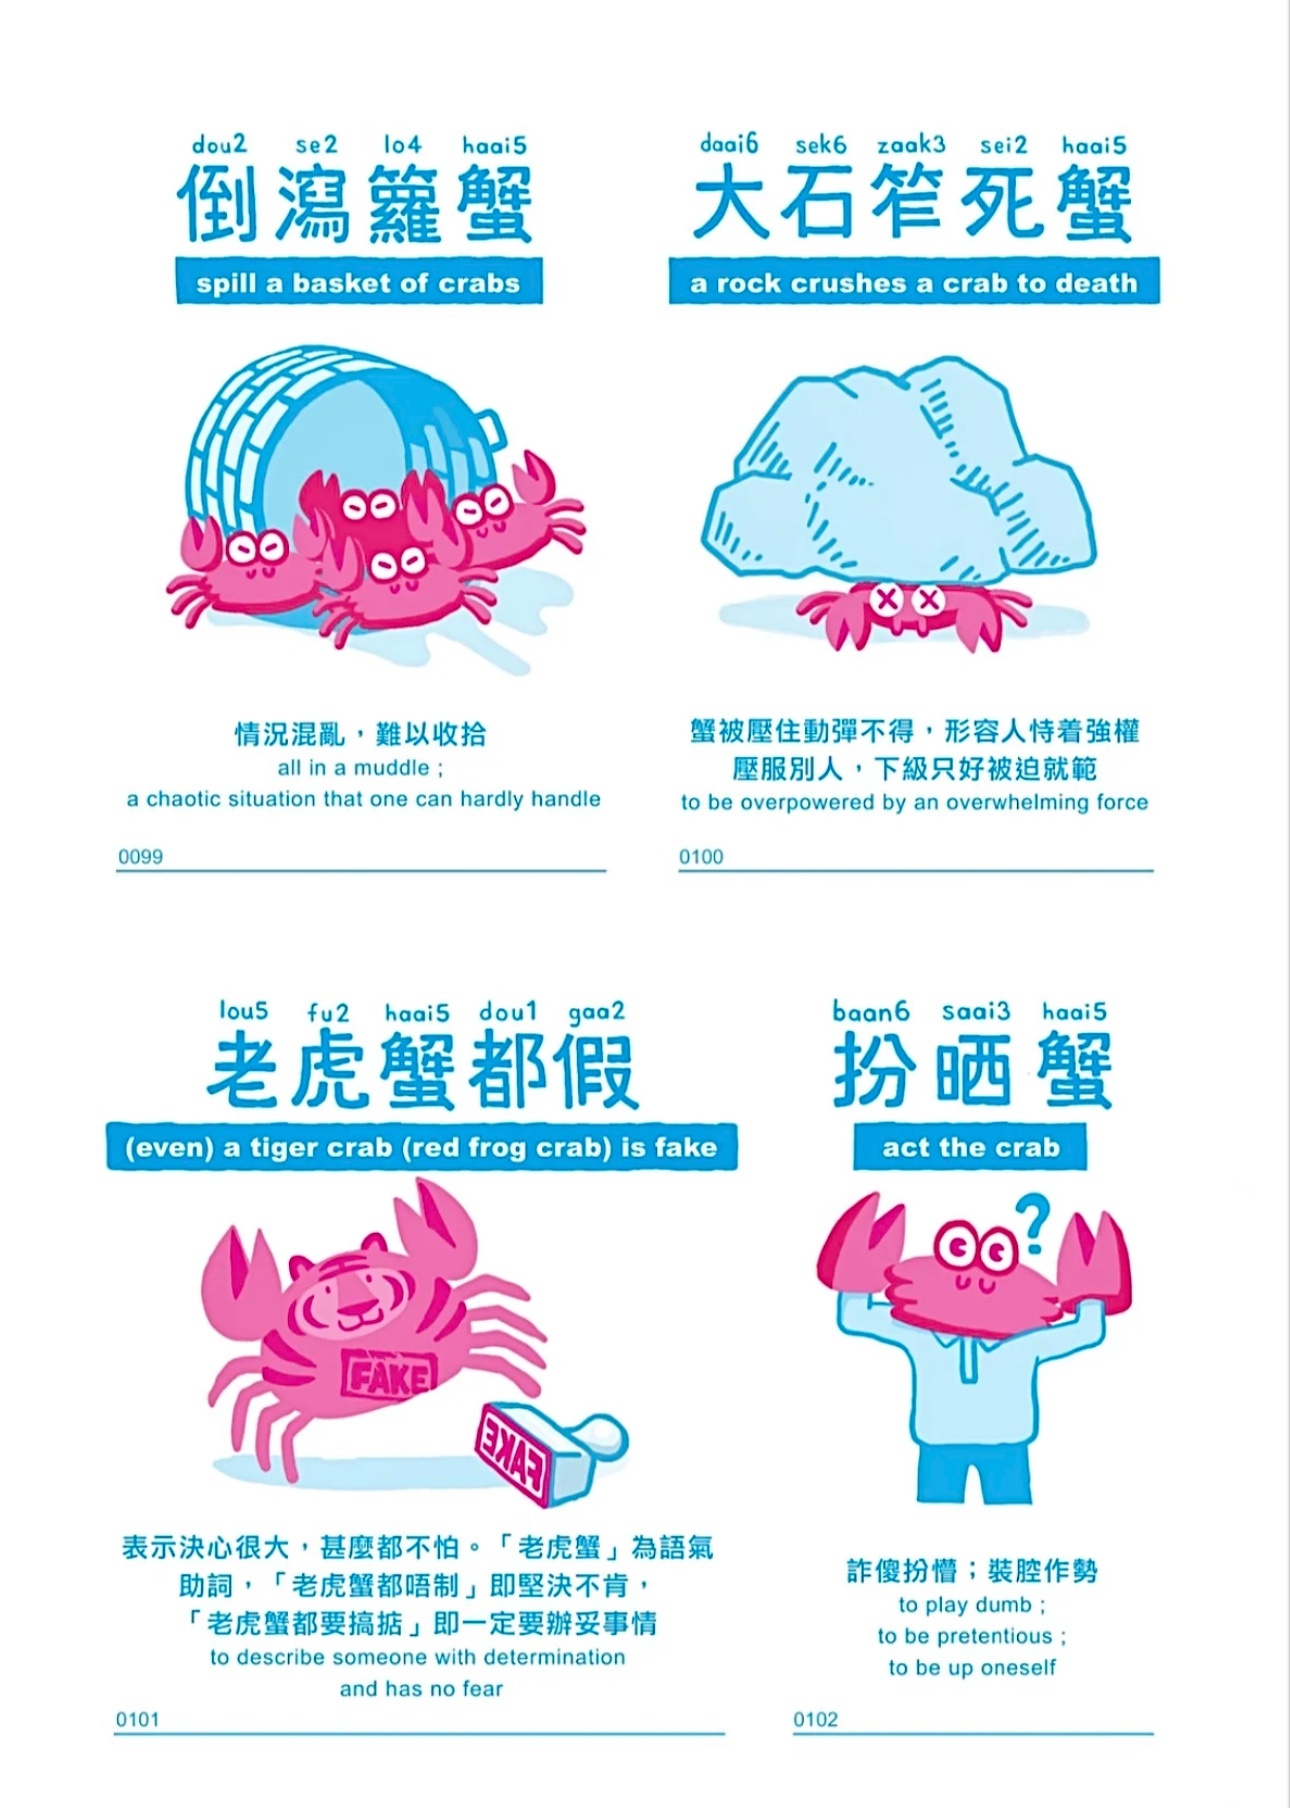 dou2 se2 lo4 haai5
倒瀉籮蟹
spill a basket of crabs
情況混亂，難以收拾
all in a muddle ;
a chaotic situation that one can hardly handle
0099
daai6 sek6 zaak3 sei2 haai5
大石笮死蟹
a rock crushes a crab to death
蟹被壓住動彈不得，形容人恃着強權
壓服別人，下級只好被迫就範
to be overpowered by an overwhelming force
0100
lou5 fu2 haai5 dou1 gaa2
老虎蟹都假
(even) a tiger crab (red frog crab) is fake
FAKE
FAKE
表示決心很大，甚麼都不怕。「老虎蟹」為語氣
助詞，「老虎蟹都唔制」即堅決不肯，
「老虎蟹都要搞掂」即一定要辦妥事情
to describe someone with determination
and has no fear
0101
baan6 saai3 haai5
扮晒蟹
act the crab
?
詐傻扮懵；裝腔作勢
to play dumb ;
to be pretentious ;
to be up oneself
0102